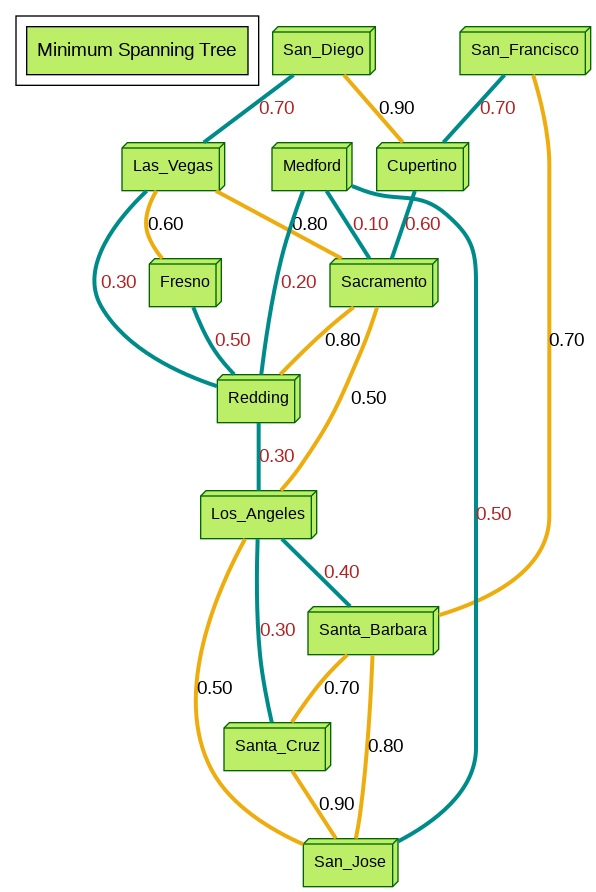 Minimum Spanning Tree
San_Diego
San_Francisco
0.70
0.90
0.70
Las_Vegas
Medford
Cupertino
0.60
0.80
0.10
0.60
0.30
Fresno
0.20
Sacramento
0.50
0.80
0.70
Redding
0.50
0.30
Los_Angeles
0.50
0.40
0.30
Santa_Barbara
0.50
0.70
Santa_Cruz
0.80
0.90
San_Jose